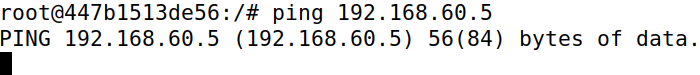 root@447b1513de56:/# ping 192.168.60.5
PING 192.168.60.5 (192.168.60.5) 56(84) bytes of data.